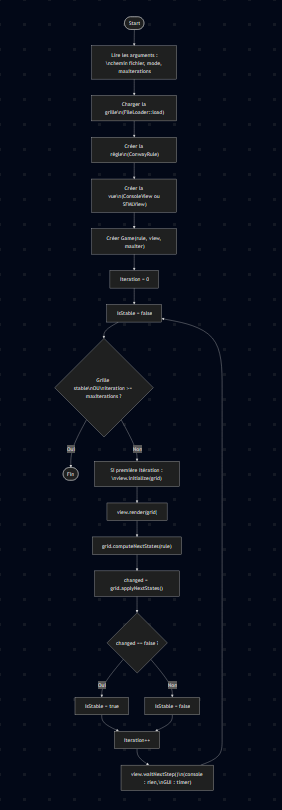 Start
Lire les arguments :
\nchemin fichier, mode,
maxIterations
Charger la
grille\n(FileLoader::load)
Créer la
règle\n(ConwayRule)
Créer la
vue\n(ConsoleView ou
SFMLView)
Créer Game(rule, view,
maxIter)
Iteration = 0
isStable = false
Grille
stable\nOU\nIteration >=
maxIterations ?
Oui
Non
Fin
Si première itération :
\nview.initialize(grid)
view.render(grid)
grid.computeNextStates(rule)
changed =
grid.applyNextStates()
changed == false ?
Oui
Non
isStable = true
isStable = false
Iteration++
view.waitNextStep()\n(console
: rien,\nGUI : timer)